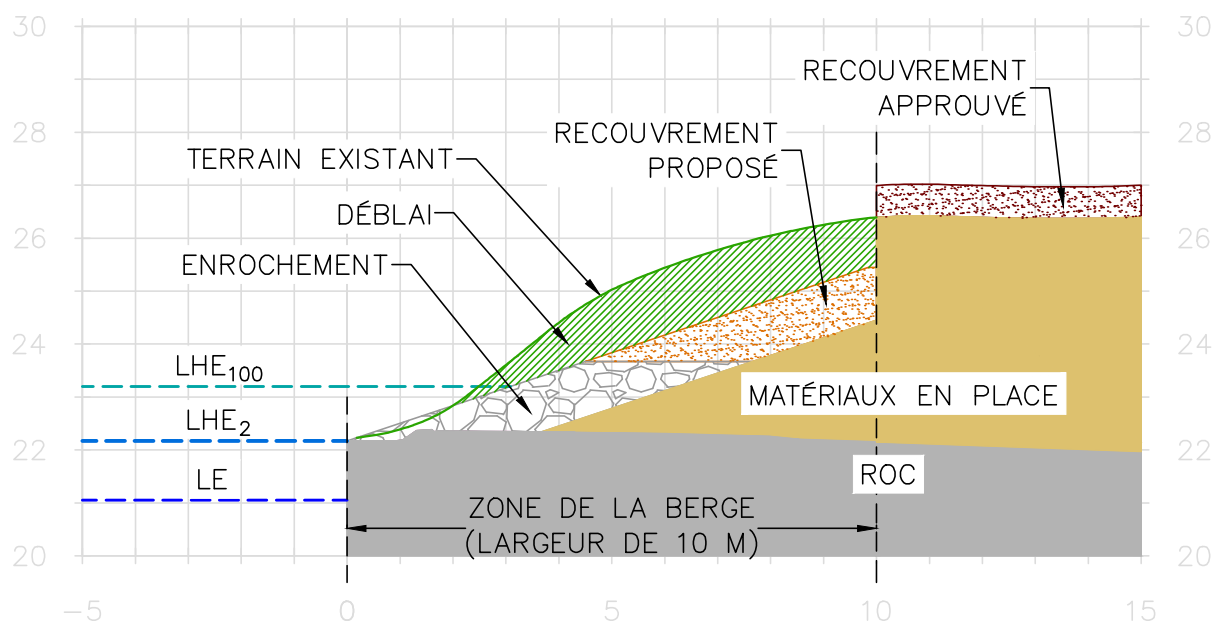 30
30
RECOUVREMENT
APPROUVÉ
28
28
RECOUVREMENT
PROPOSÉ
TERRAIN EXISTANT
DÉBLAI
26
26
ENROCHEMENT
24
24
LHE100
MATÉRIAUX EN PLACE
LHE2
22
22
ROC
LE
ZONE DE LA BERGE
(LARGEUR DE 10 M)
20
20
-5
0
5
10
15